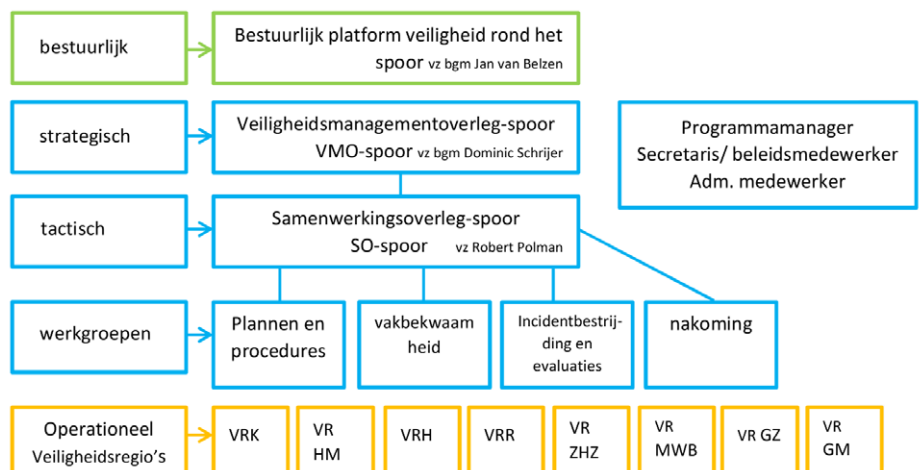 bestuurlijk
Bestuurlijk platform veiligheid rond het
spoor vz bgm Jan van Belzen
strategisch
Veiligheidsmanagementoverleg-spoor
VMO-spoor vz bgm Dominic Schrijer
Programmamanager
Secretaris/ beleidsmedewerker
Adm. medewerker
tactisch
Samenwerkingsoverleg-spoor
SO-spoor vz Robert Polman
werkgroepen
Plannen en
procedures
vakbekwaam
heid
Incidentbestrij-
ding en
evaluaties
nakoming
Operationeel
Veiligheidsregio's
VRK
VR
HM
VRH
VRR
VR
ZHZ
VR
MWB
VR GZ
VR
GM